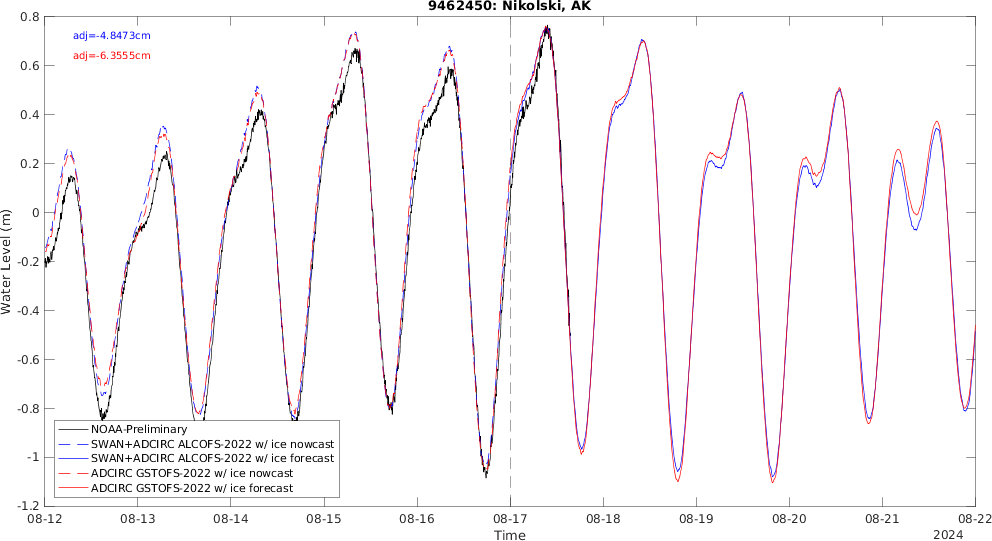 9462450: Nikolski, AK
adj=-4.8473cm
adj=-6.3555cm
Water Level (m)
0.8
0.6
0.4
0.2
0
-0.2
-0.4
-0.6
-0.8
-1
-1.2
NOAA-Preliminary
SWAN+ADCIRC ALCOFS-2022 w/ ice nowcast
SWAN+ADCIRC ALCOFS-2022 w/ ice forecast
ADCIRC GSTOFS-2022 w/ ice nowcast
ADCIRC GSTOFS-2022 w/ ice forecast
08-12 08-13 08-14 08-15 08-16 08-17 08-18 08-19 08-20 08-21 08-22
Time
2024